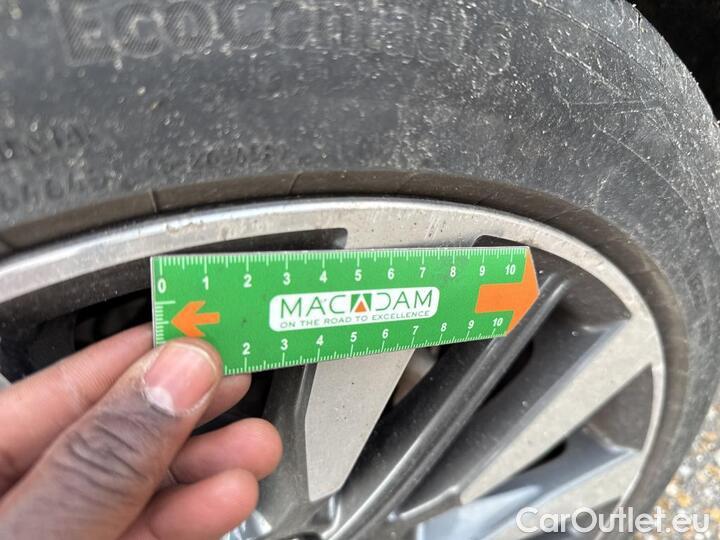 EcoContact 6
0 1 2 3 4 5 6 7 8 9 10
MACADAM
ON THE ROAD TO EXCELLENCE
2 3 4 5 6 7 8 9 10
CarOutlet.eu